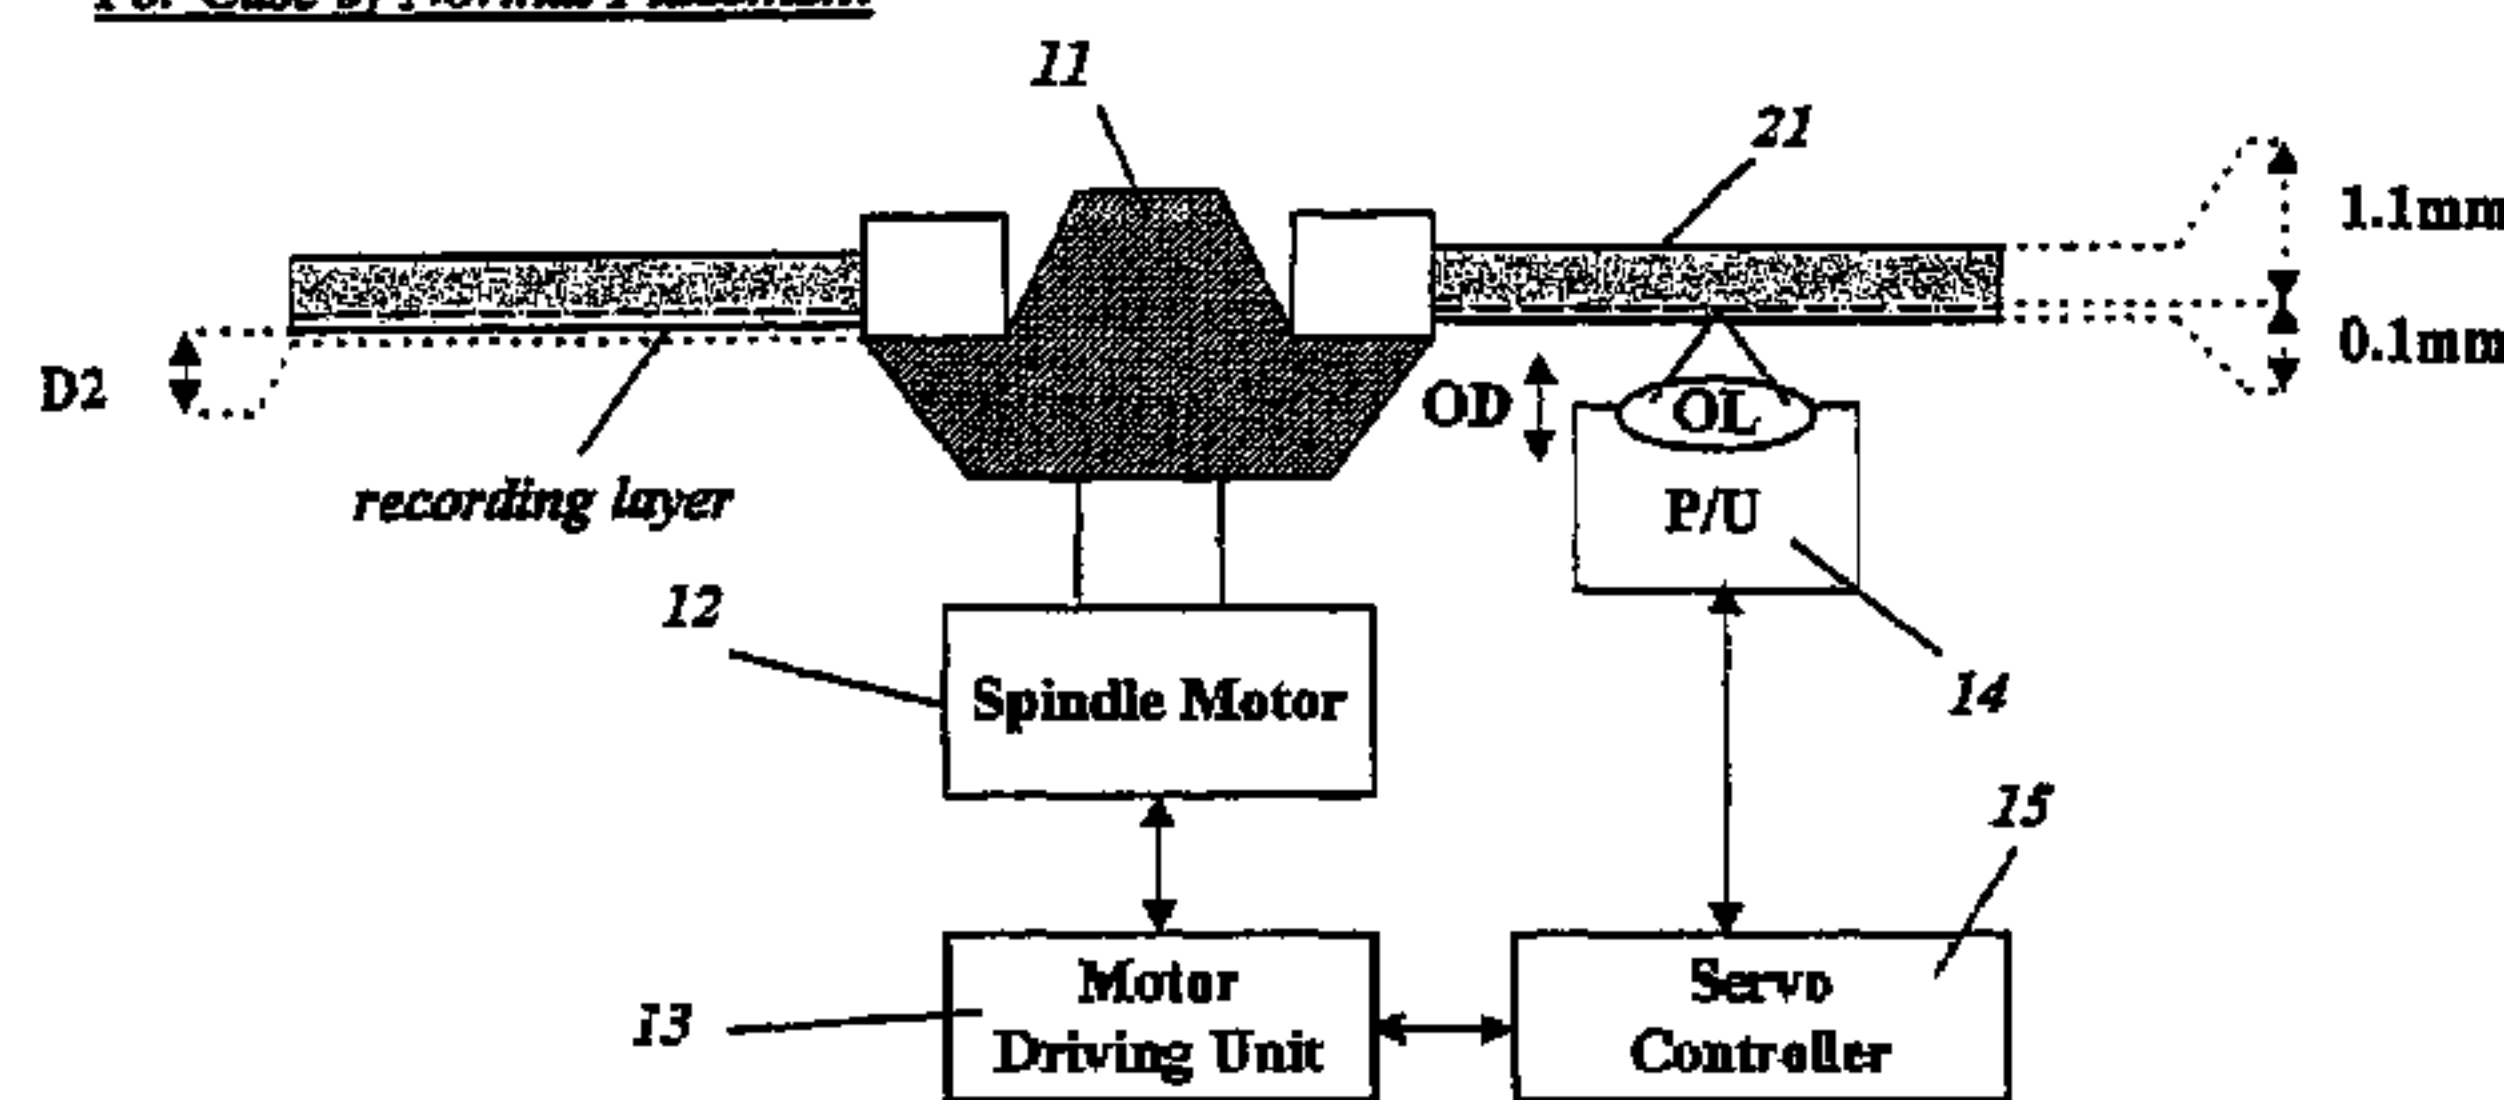 11
21
1.1mm
0.1mm
D2
OD
OL
recording layer
P/U
12
Spindle Motor
14
15
13
Motor
Driving Unit
Servo
Controller